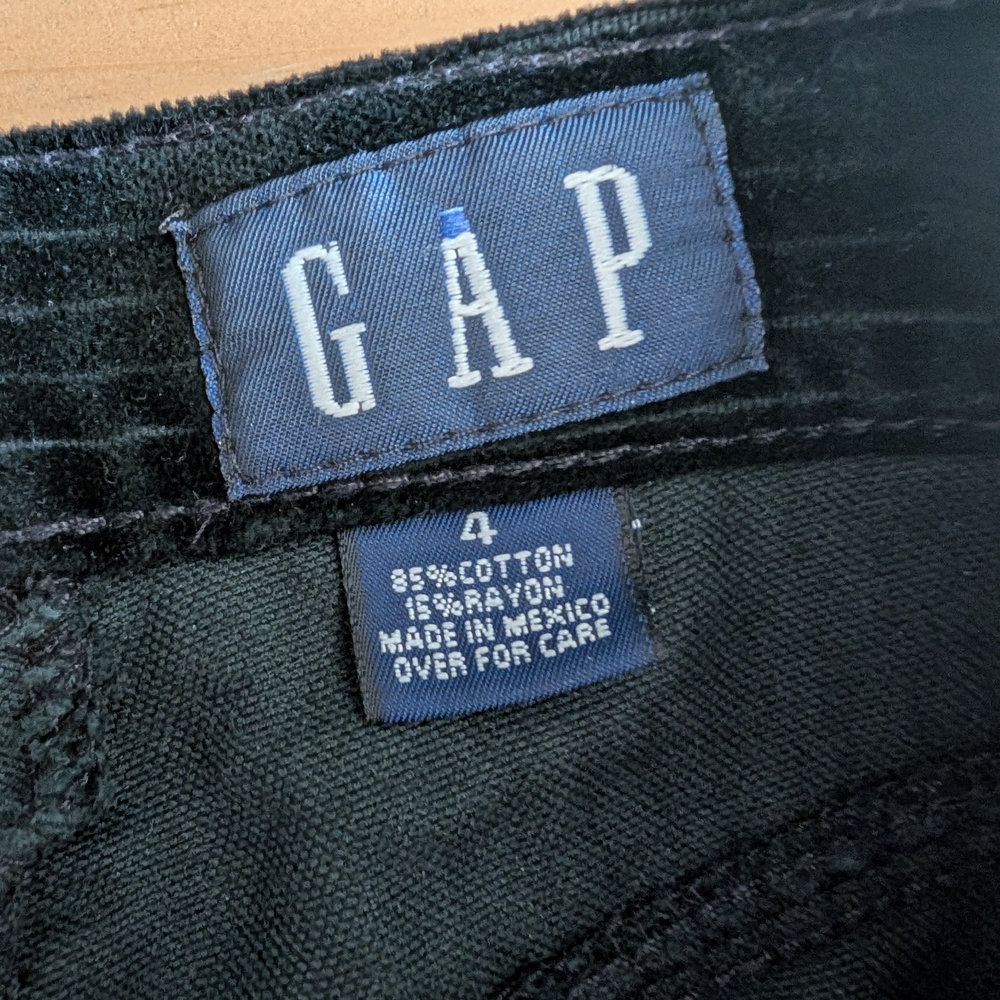 GAP
4
85%COTTON
15%RAYON
MADE IN MEXICO
OVER FOR CARE